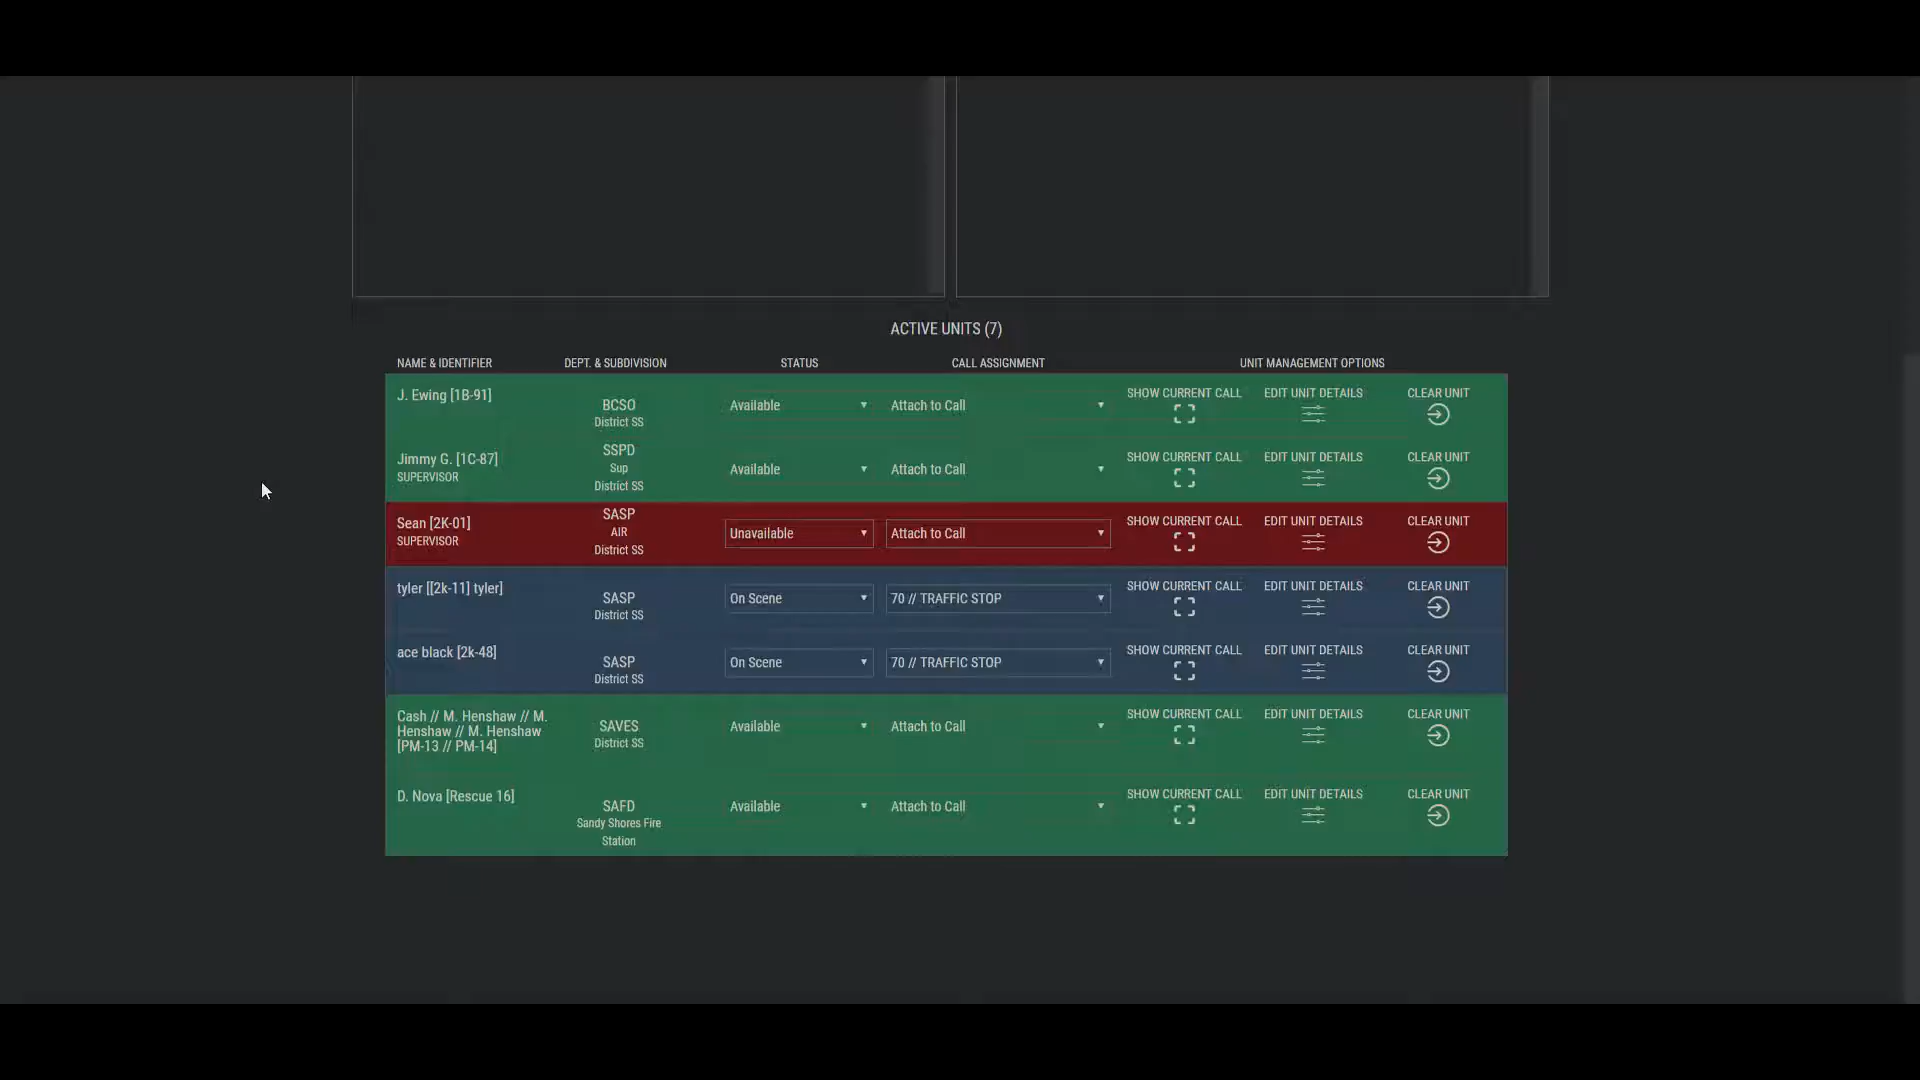 ACTIVE UNITS (7)
NAME & IDENTIFIER DEPT. & SUBDIVISION STATUS CALL ASSIGNMENT UNIT MANAGEMENT OPTIONS
J. Ewing [1B-91]
BCSO
District SS
Available
Attach to Call
SHOW CURRENT CALL EDIT UNIT DETAILS CLEAR UNIT
Jimmy G. [1C-87]
SUPERVISOR
SSPD
Sup
District SS
Available
Attach to Call
SHOW CURRENT CALL EDIT UNIT DETAILS CLEAR UNIT
Sean [2K-01]
SUPERVISOR
SASP
AIR
District SS
Unavailable
Attach to Call
SHOW CURRENT CALL EDIT UNIT DETAILS CLEAR UNIT
tyler [[2k-11] tyler]
SASP
District SS
On Scene
70 // TRAFFIC STOP
SHOW CURRENT CALL EDIT UNIT DETAILS CLEAR UNIT
ace black [2k-48]
SASP
District SS
On Scene
70 // TRAFFIC STOP
SHOW CURRENT CALL EDIT UNIT DETAILS CLEAR UNIT
Cash // M. Henshaw // M.
Henshaw // M. Henshaw
[PM-13 // PM-14]
SAVES
District SS
Available
Attach to Call
SHOW CURRENT CALL EDIT UNIT DETAILS CLEAR UNIT
D. Nova [Rescue 16]
SAFD
Sandy Shores Fire
Station
Available
Attach to Call
SHOW CURRENT CALL EDIT UNIT DETAILS CLEAR UNIT